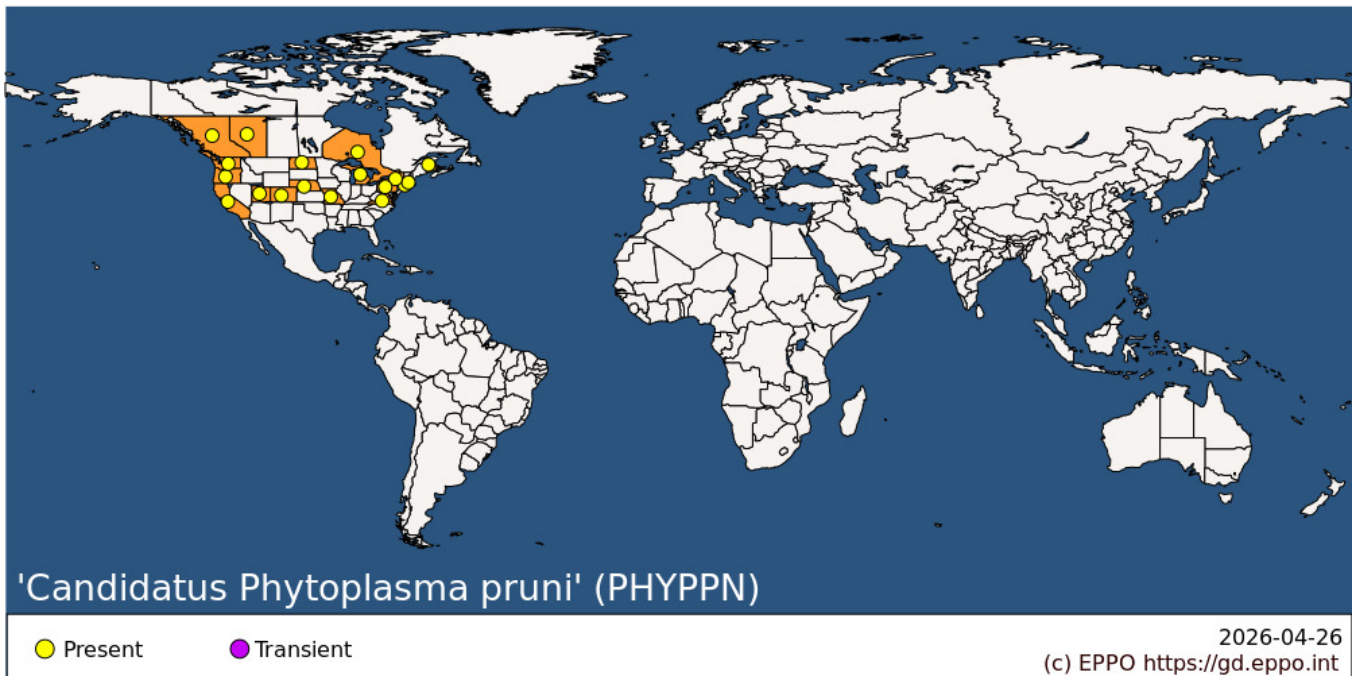 'Candidatus Phytoplasma pruni' (PHYPPN)
Present
Transient
2026-04-26
(c) EPPO https://gd.eppo.int